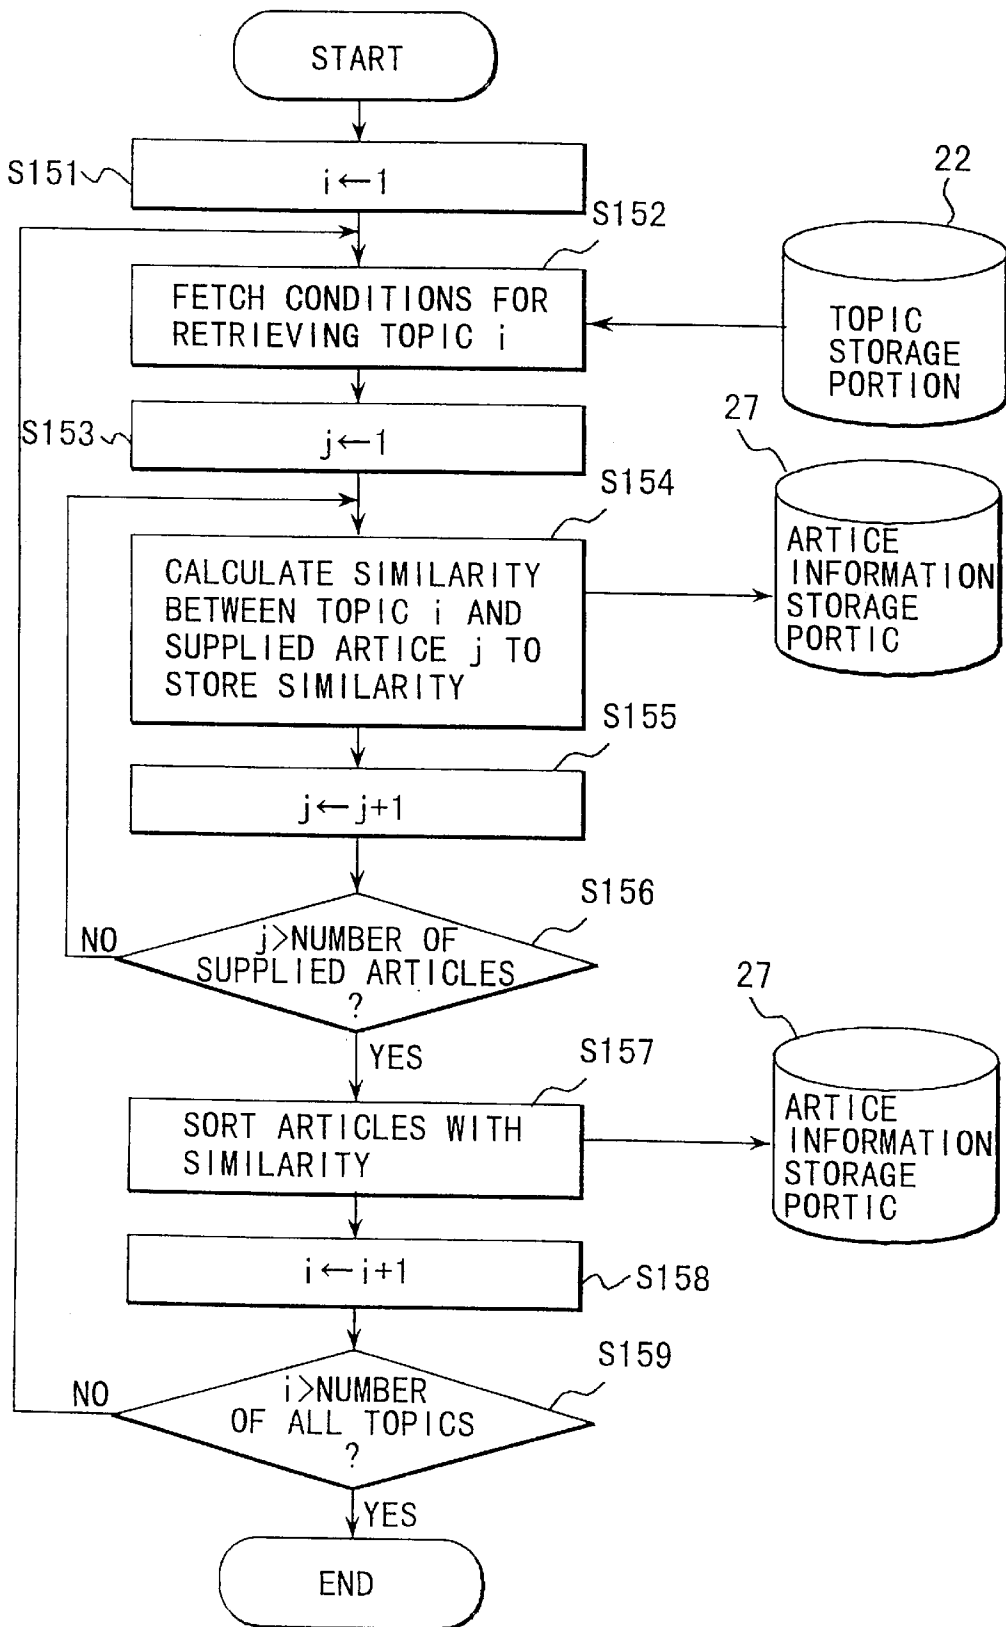 START
S151
i←1
S152
22
FETCH CONDITIONS FOR
RETRIEVING TOPIC i
TOPIC
STORAGE
PORTION
S153
j←1
27
S154
CALCULATE SIMILARITY
BETWEEN TOPIC i AND
SUPPLIED ARTICE j TO
STORE SIMILARITY
ARTICE
INFORMATION
STORAGE
PORTIC
S155
j←j+1
S156
NO
j>NUMBER OF
SUPPLIED ARTICLES
?
YES
27
S157
SORT ARTICLES WITH
SIMILARITY
ARTICE
INFORMATION
STORAGE
PORTIC
i←i+1
S158
S159
NO
i>NUMBER
OF ALL TOPICS
?
YES
END